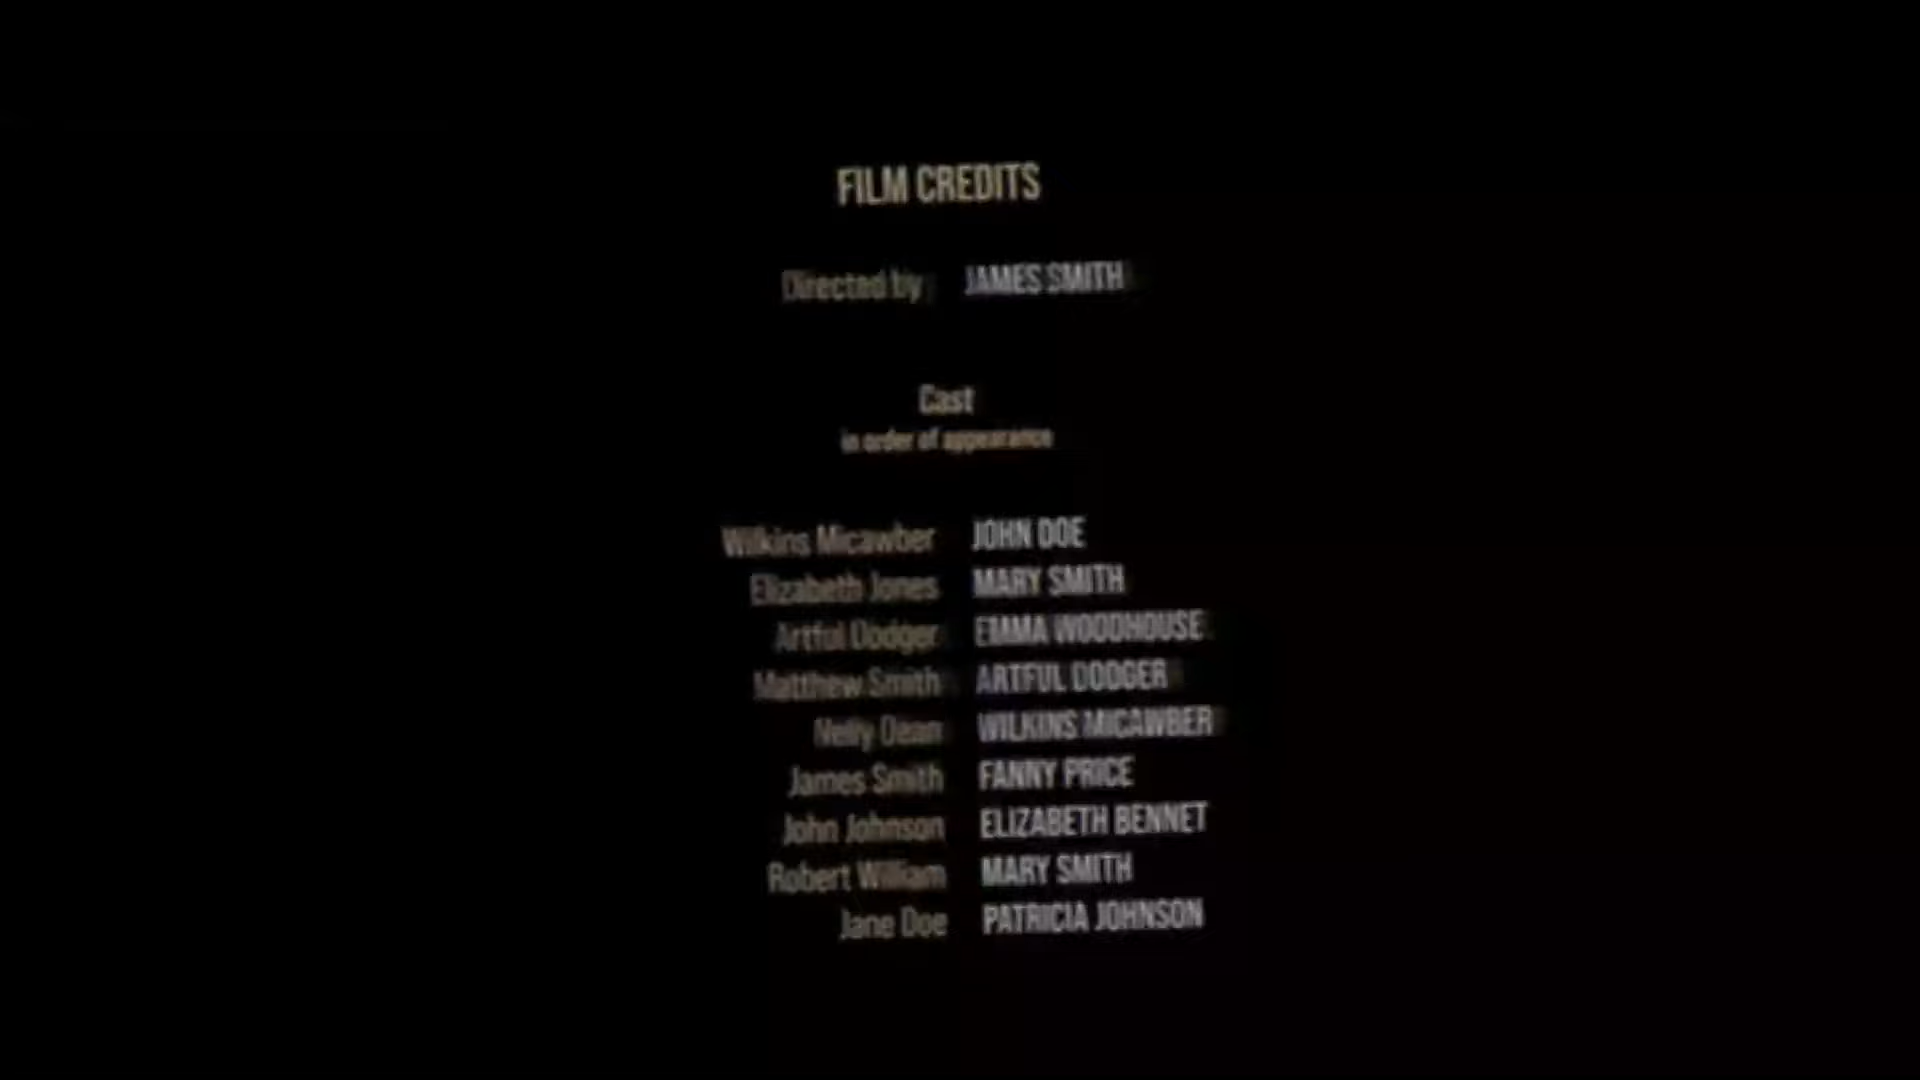 FILM CREDITS
Directed by JAMES SMITH
Cast
in order of appearance
Wilkins Micawber JOHN DOE
Elizabeth Jones MARY SMITH
Artful Dodger EMMA WOODHOUSE
Matthew Smith ARTFUL DODGER
Nelly Dean WILKINS MICAWBER
James Smith FANNY PRICE
John Johnson ELIZABETH BENNET
Robert William MARY SMITH
Jane Doe PATRICIA JOHNSON